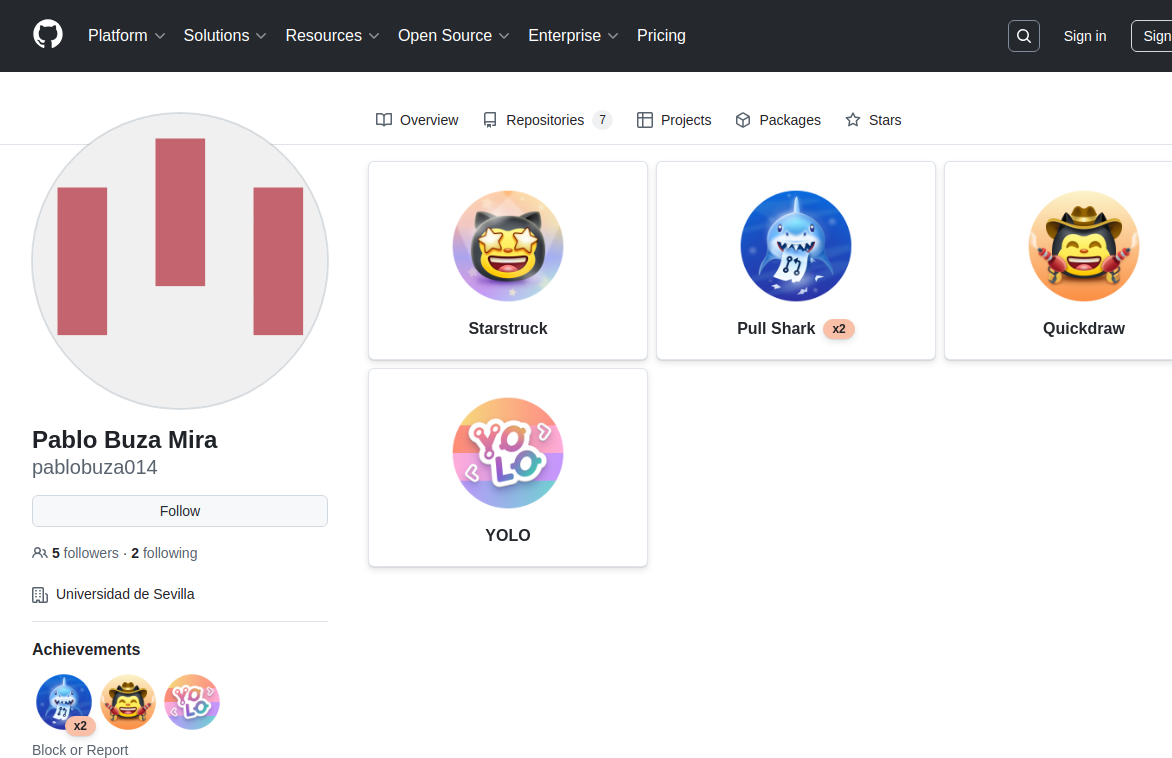 Platform Solutions Resources Open Source Enterprise Pricing Sign in Sign
Overview Repositories 7 Projects Packages Stars
Starstruck
Pull Shark x2
Quickdraw
YOLO
YOLO
Pablo Buza Mira
pablobuza014
Follow
5 followers · 2 following
Universidad de Sevilla
Achievements
YOLO
x2
Block or Report